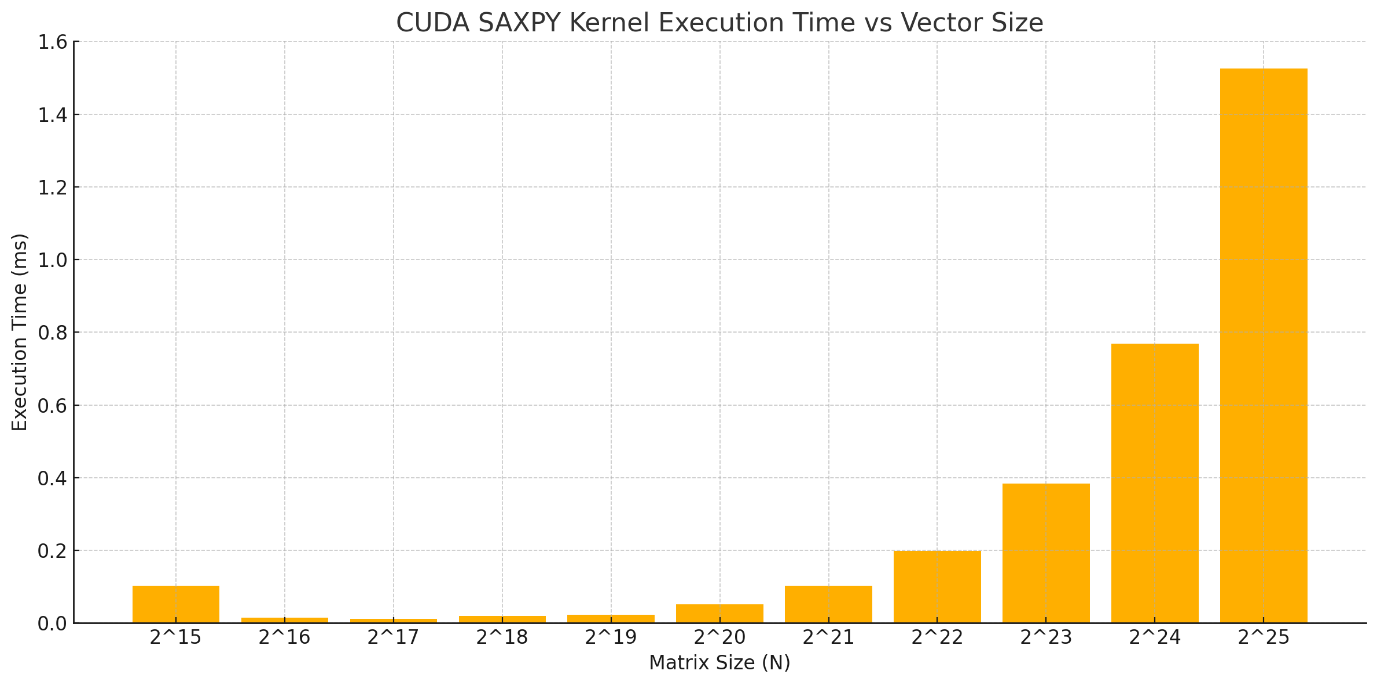 CUDA SAXPY Kernel Execution Time vs Vector Size
Execution Time (ms)
1.6
1.4
1.2
1.0
0.8
0.6
0.4
0.2
0.0
2^15 2^16 2^17 2^18 2^19 2^20 2^21 2^22 2^23 2^24 2^25
Matrix Size (N)